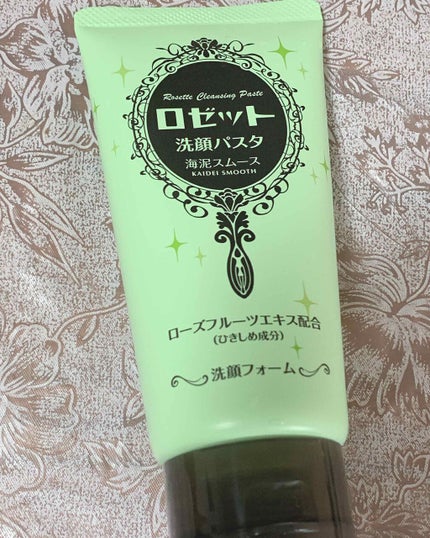 Rosette Cleansing Paste
ロゼット
洗顔パスタ
海泥スムース
KAIDEI SMOOTH
ローズフルーツエキス配合
(ひきしめ成分)
洗顔フォーム